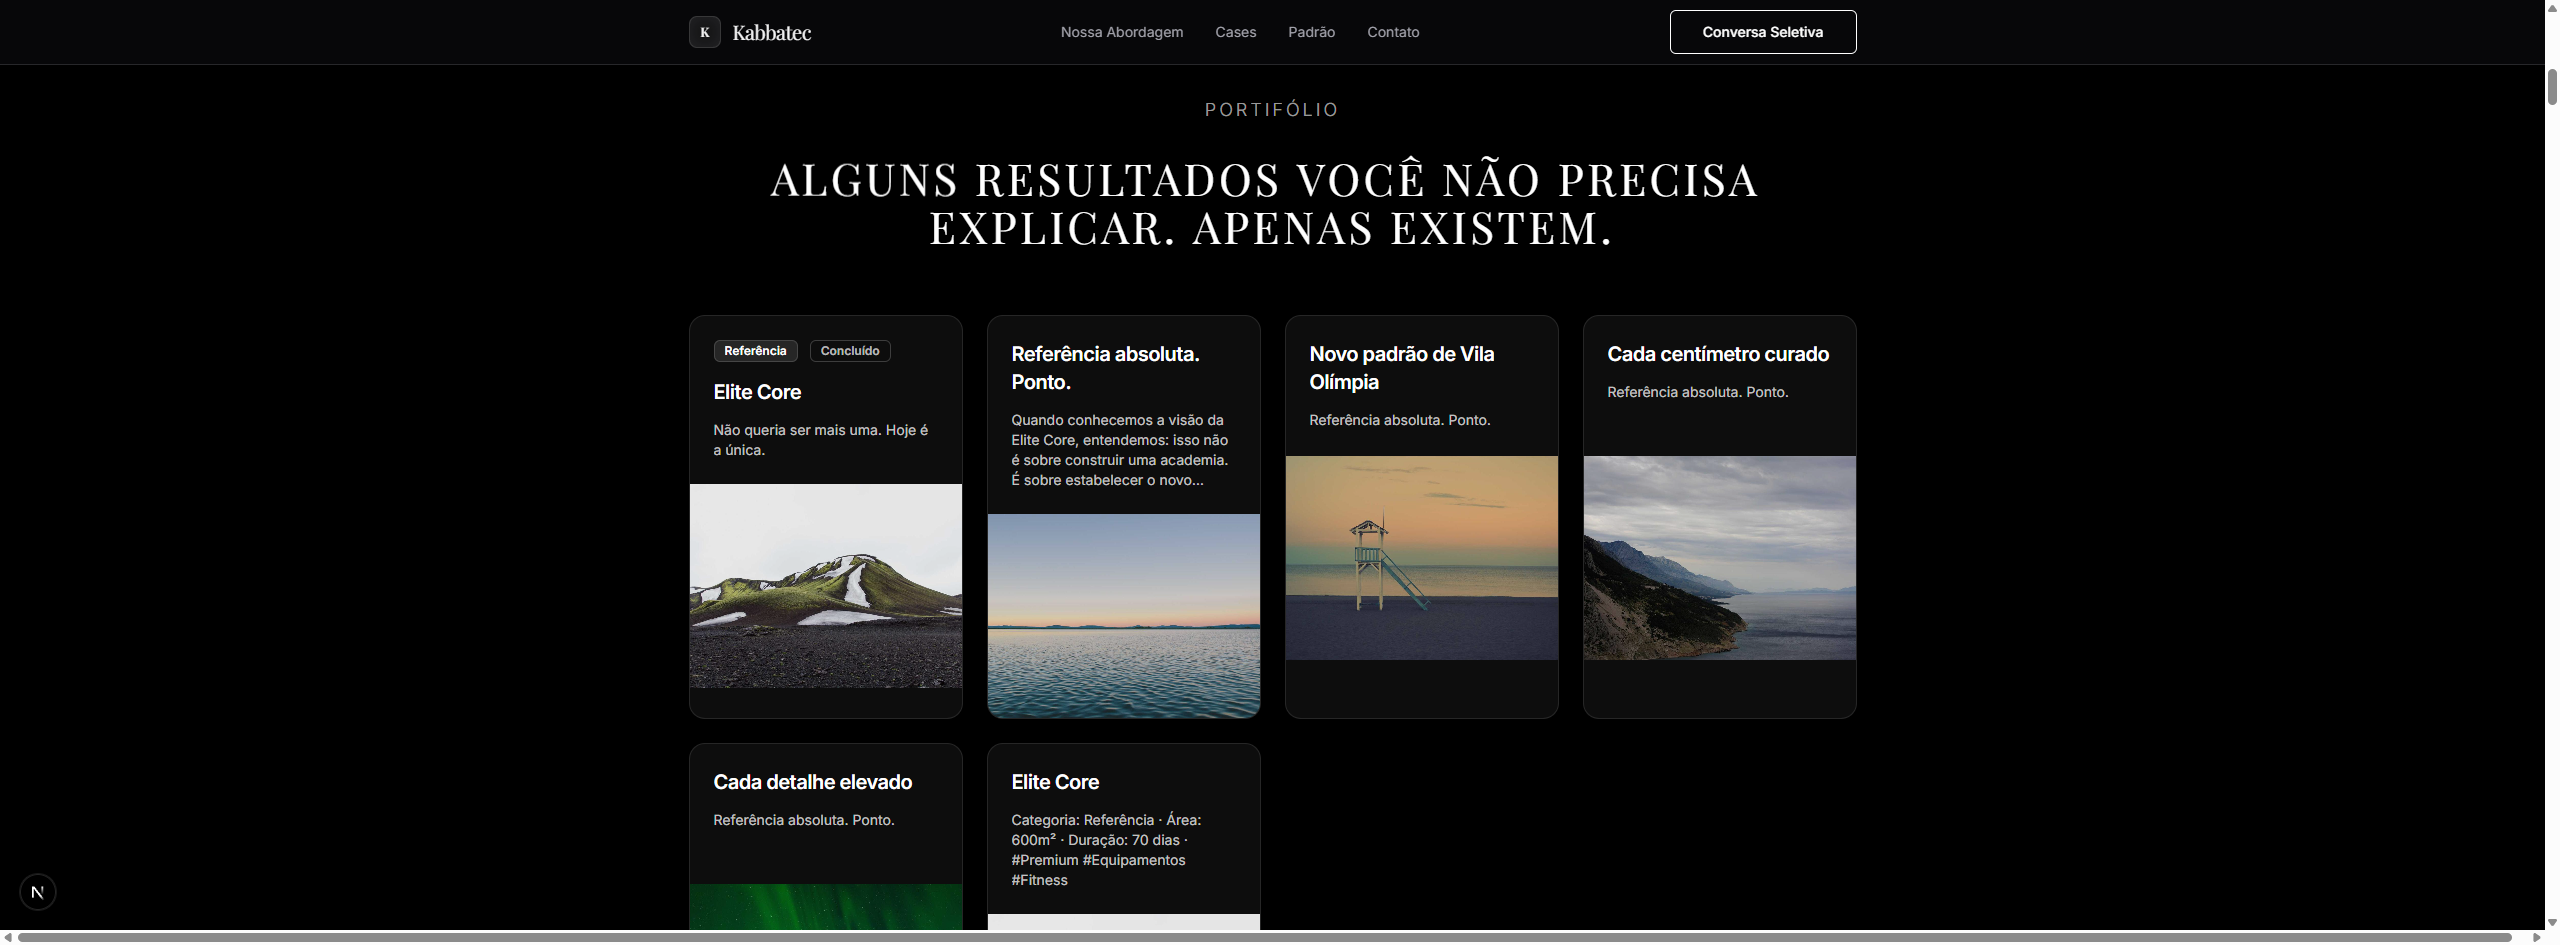 K
Kabbatec
Nossa Abordagem
Cases
Padrão
Contato
Conversa Seletiva
PORTIFÓLIO
ALGUNS RESULTADOS VOCÊ NÃO PRECISA
EXPLICAR. APENAS EXISTEM.
Referência
Concluído
Elite Core
Não queria ser mais uma. Hoje é
a única.
Referência absoluta.
Ponto.
Quando conhecemos a visão da
Elite Core, entendemos: isso não
é sobre construir uma academia.
É sobre estabelecer o novo...
Novo padrão de Vila
Olímpia
Referência absoluta. Ponto.
Cada centímetro curado
Referência absoluta. Ponto.
Cada detalhe elevado
Referência absoluta. Ponto.
Elite Core
Categoria: Referência · Área:
600m² · Duração: 70 dias ·
#Premium #Equipamentos
#Fitness
N